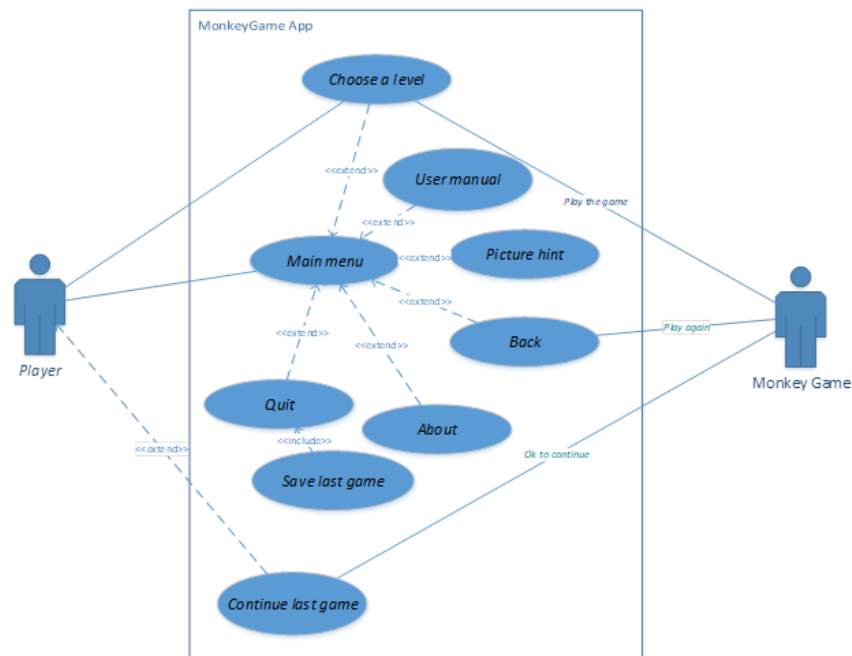 MonkeyGame App
Choose a level
<<extend>>
User manual
Play the game
<<extend>>
Main menu
<<extend>>
Picture hint
<<extend>>
Play again
Back
<<extend>>
<<extend>>
Player
Monkey Game
Quit
About
<<include>>
<<extend>>
Ok to continue
Save last game
Continue last game